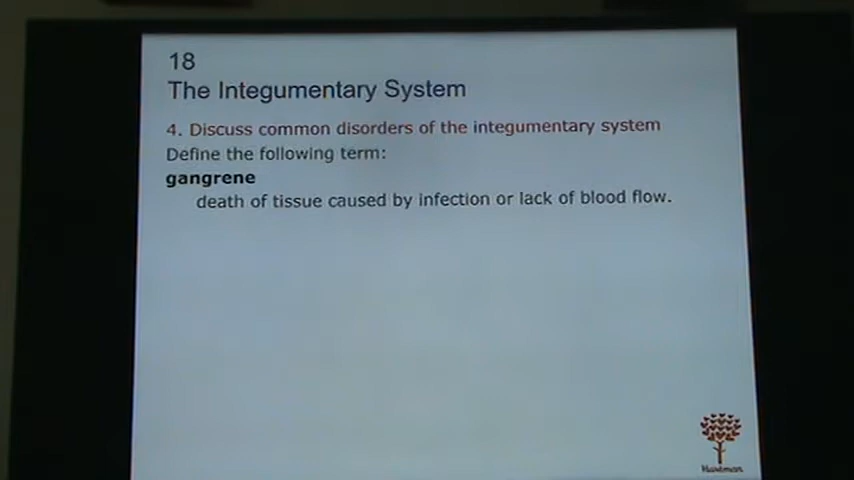 18
The Integumentary System
4. Discuss common disorders of the integumentary system
Define the following term:
gangrene
death of tissue caused by infection or lack of blood flow.
Hartman